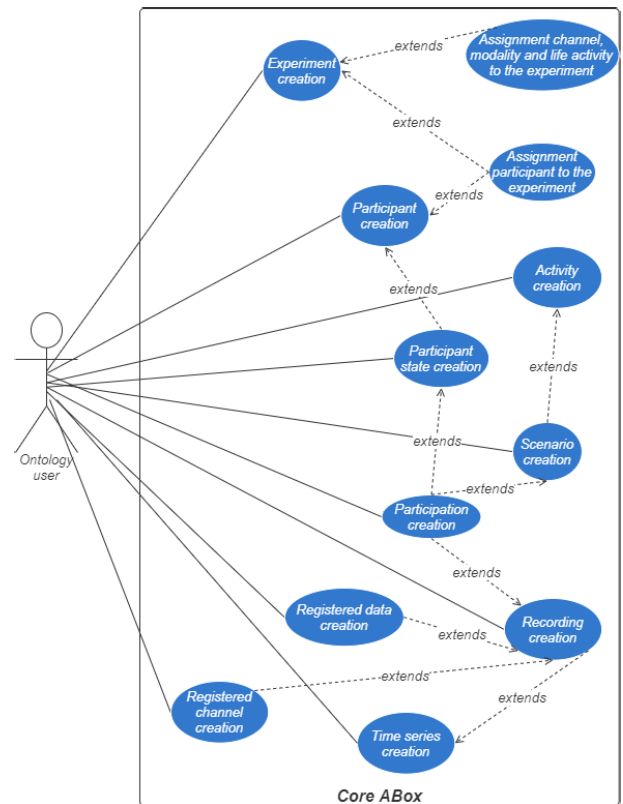 extends
Assignment channel,
modality and life activity
to the experiment
Experiment
creation
extends
Assignment
participant to the
experiment
extends
Participant
creation
Activity
creation
extends
Participant
state creation
extends
Ontology
user
extends
Scenario
creation
extends
Participation
creation
extends
Registered data
creation
extends
Recording
creation
extends
Registered
channel
creation
extends
Time series
creation
Core ABox